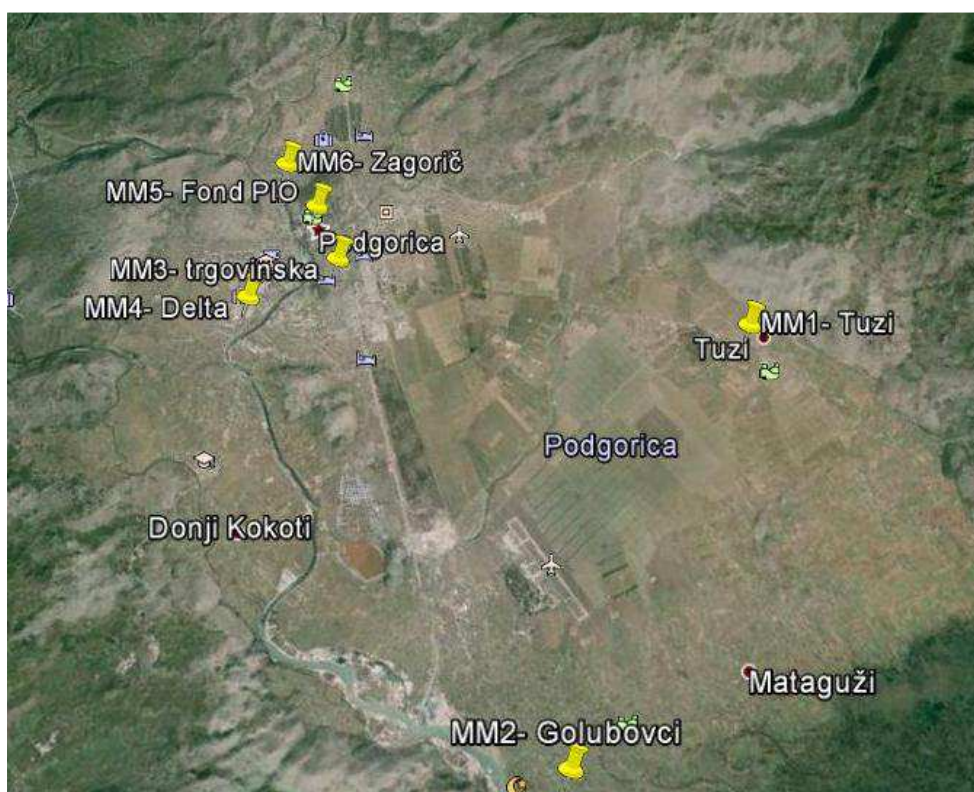 MM6- Zagorič
MM5- Fond PIO
Podgorica
MM3- trgovinska
MM4- Delta
MM1- Tuzi
Tuzi
Podgorica
Donji Kokoti
Mataguži
MM2- Golubovci